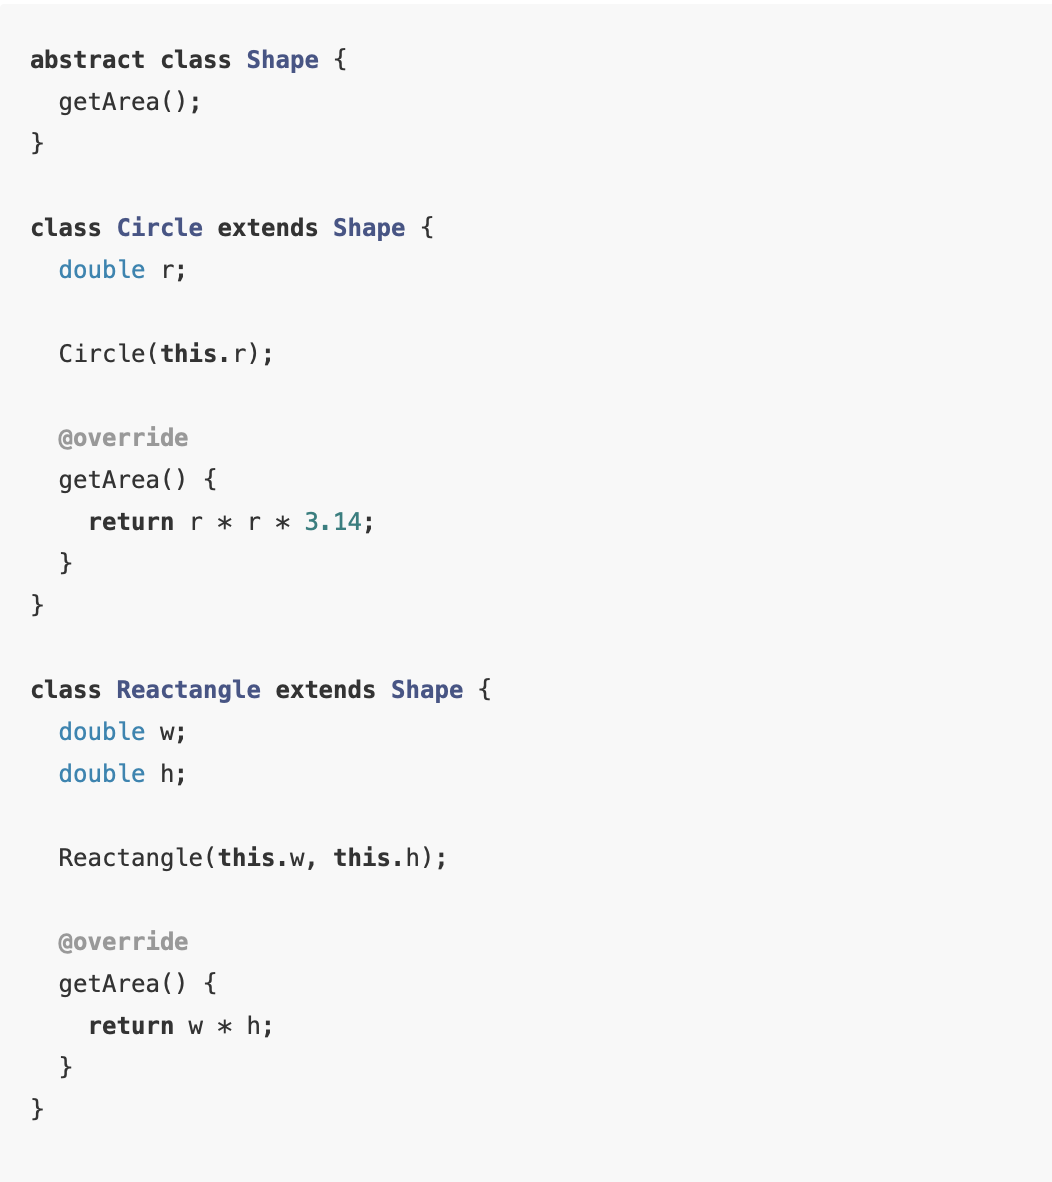 abstract class Shape {
  getArea();
}

class Circle extends Shape {
  double r;

  Circle(this.r);

  @override
  getArea() {
    return r * r * 3.14;
  }
}

class Reactangle extends Shape {
  double w;
  double h;

  Reactangle(this.w, this.h);

  @override
  getArea() {
    return w * h;
  }
}